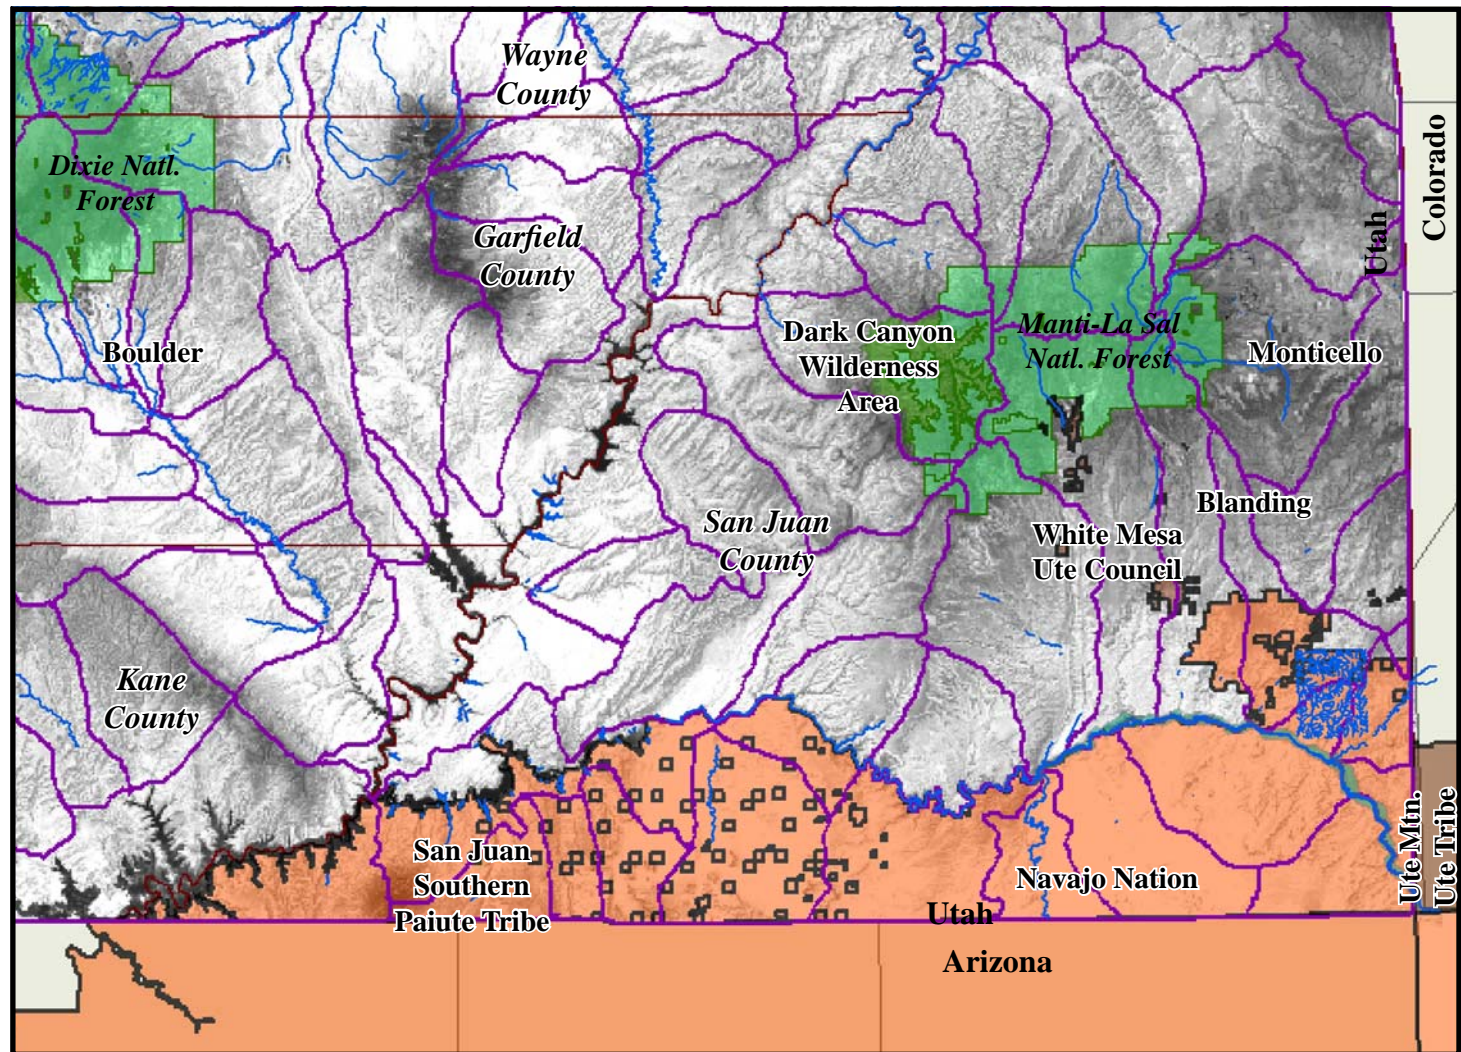 Wayne
County
Dixie Natl.
Forest
Garfield
County
Colorado
Utah
Boulder
Dark Canyon
Wilderness
Area
Manti-La Sal
Natl. Forest
Monticello
San Juan
County
Blanding
White Mesa
Ute Council
Kane
County
San Juan
Southern
Paiute Tribe
Navajo Nation
Ute Mtn.
Ute Tribe
Utah
Arizona